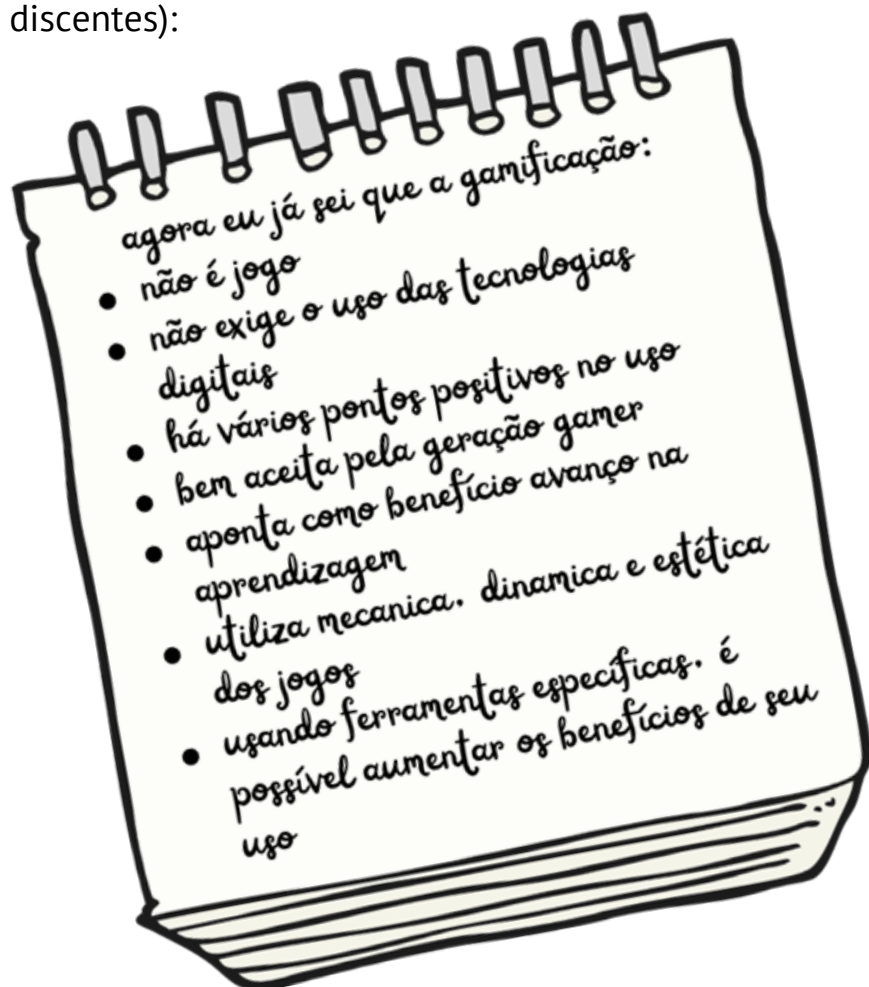 discentes):
agora eu já sei que a gamificação:
• não é jogo
• não exige o uso das tecnologias
digitais
• há vários pontos positivos no uso
• bem aceita pela geração gamer
• aponta como benefício avanço na
aprendizagem
• utiliza mecanica. dinamica e estética
dos jogos
• usando ferramentas específicas. é
possível aumentar os benefícios de seu
uso